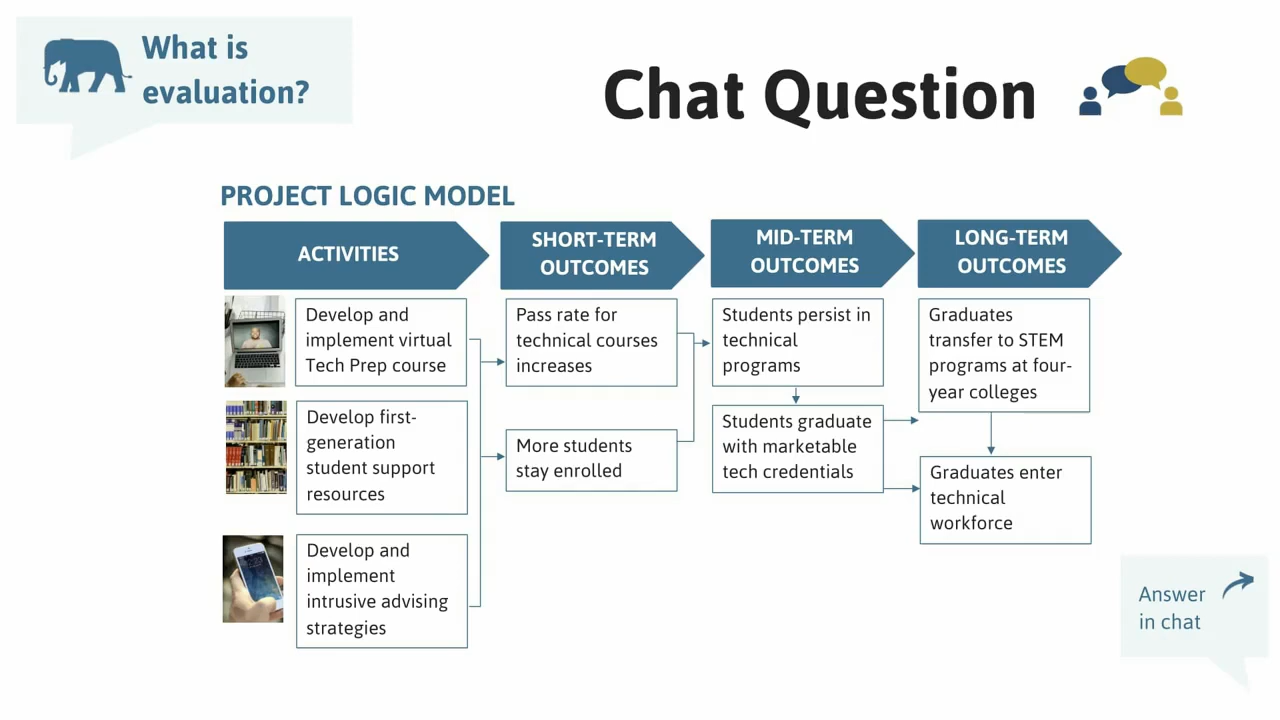 What is
evaluation?
Chat Question
PROJECT LOGIC MODEL
ACTIVITIES
SHORT-TERM
OUTCOMES
MID-TERM
OUTCOMES
LONG-TERM
OUTCOMES
Develop and
implement virtual
Tech Prep course
Develop first-
generation
student support
resources
Develop and
implement
intrusive advising
strategies
Pass rate for
technical courses
increases
More students
stay enrolled
Students persist in
technical
programs
Students graduate
with marketable
tech credentials
Graduates
transfer to STEM
programs at four-
year colleges
Graduates enter
technical
workforce
Answer
in chat